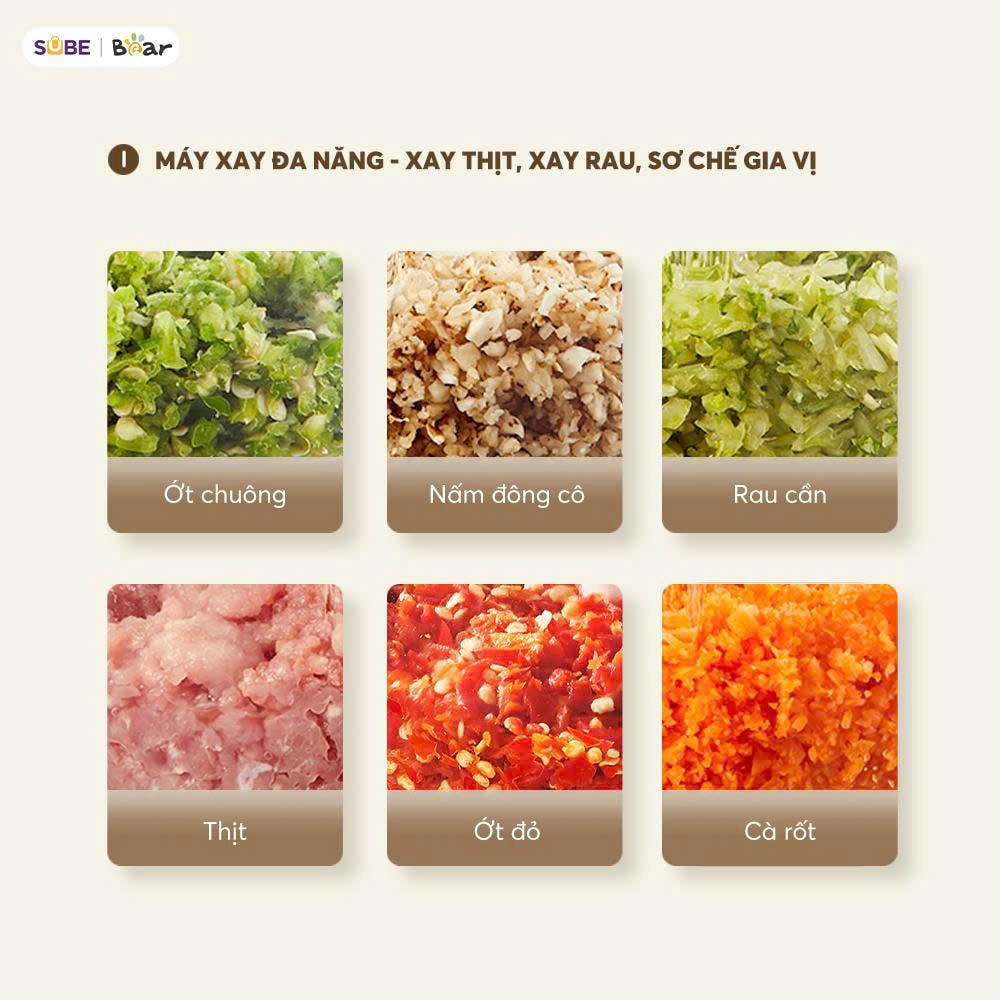 SUBE | Bear
I MÁY XAY ĐA NĂNG - XAY THỊT, XAY RAU, SƠ CHẾ GIA VỊ
Ớt chuông
Nấm đông cô
Rau cần
Thịt
Ớt đỏ
Cà rốt